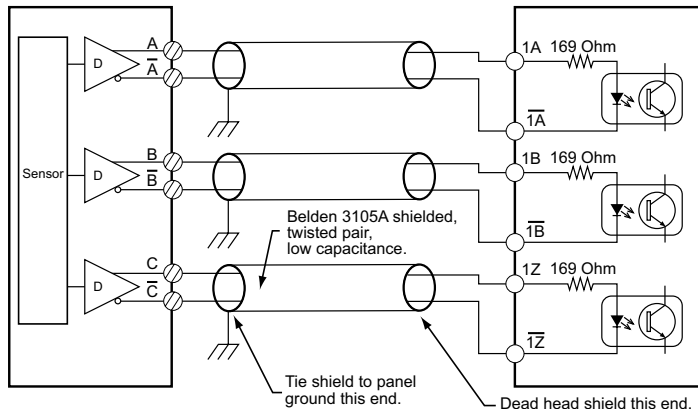 A
A̅
D
1A
169 Ohm
1A̅
Sensor
B
B̅
D
1B
169 Ohm
1B̅
Belden 3105A shielded,
twisted pair,
low capacitance.
C
C̅
D
1Z
169 Ohm
1Z̅
Tie shield to panel
ground this end.
Dead head shield this end.